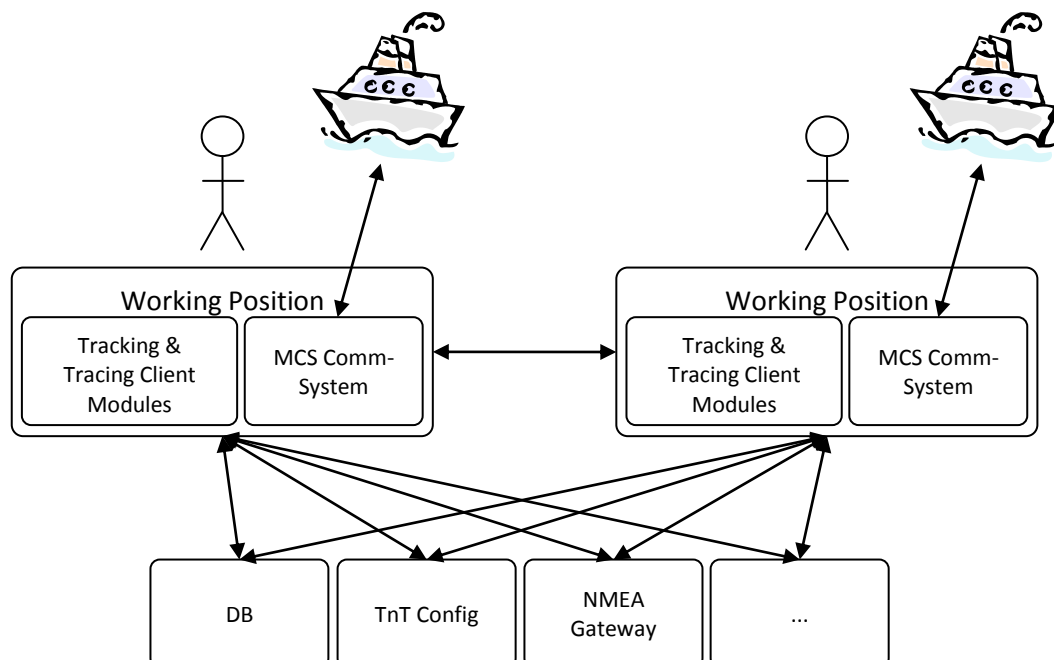 Working Position
Tracking &
Tracing Client
Modules
MCS Comm-
System
Working Position
Tracking &
Tracing Client
Modules
MCS Comm-
System
DB
TnT Config
NMEA
Gateway
...